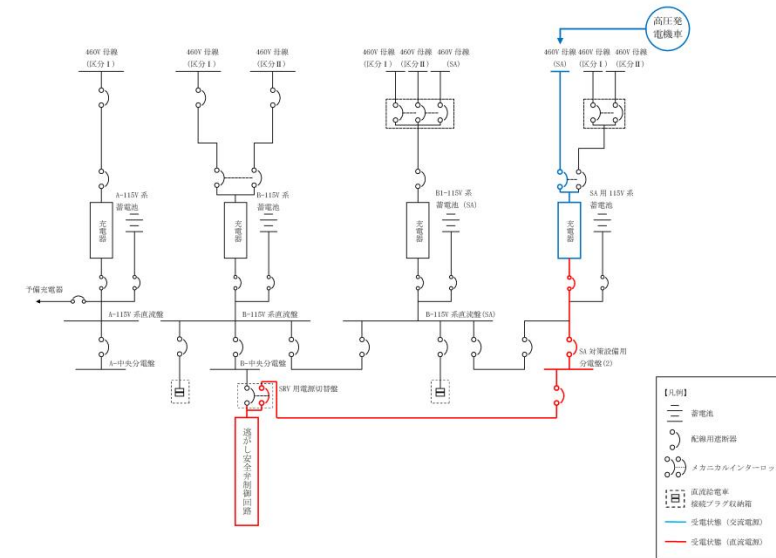 高圧発
電機車
460V 母線
(区分Ⅰ)
460V 母線
(区分Ⅰ)
460V 母線
(区分Ⅱ)
460V 母線
(区分Ⅰ)
460V 母線
(区分Ⅱ)
460V 母線
(SA)
460V 母線
(SA)
460V 母線
(区分Ⅰ)
460V 母線
(区分Ⅱ)
A-115V 系
蓄電池
B-115V 系
蓄電池
B1-115V 系
蓄電池 (SA)
SA 用 115V 系
蓄電池
充電器
充電器
充電器
充電器
予備充電器
A-115V 系直流盤
B-115V 系直流盤
B-115V 系直流盤(SA)
A-中央分電盤
B-中央分電盤
SA 対策設備用
分電盤(2)
SRV 用電源切替盤
逃がし安全弁制御回路
【凡例】
蓄電池
配線用遮断器
メカニカルインターロッ
直流給電車
接続プラグ収納箱
受電状態 (交流電源)
受電状態 (直流電源)